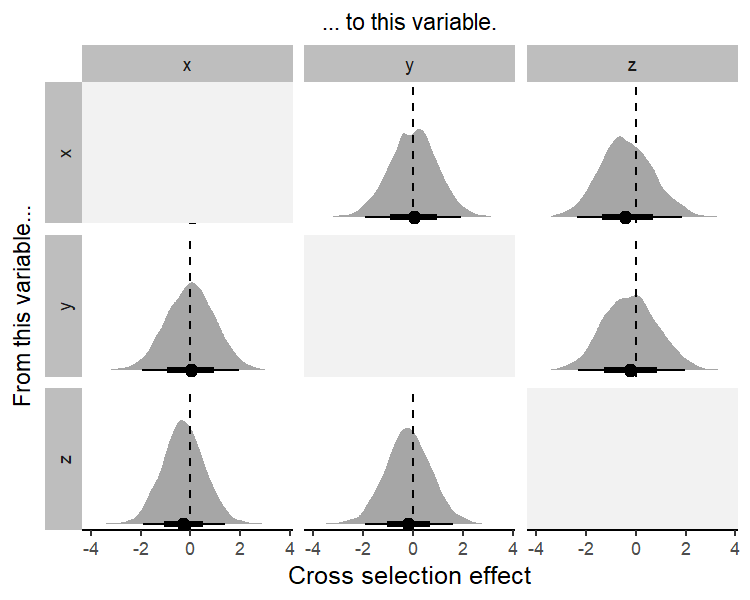 ... to this variable.
x y z
From this variable...
x
y
z
-4 -2 0 2 4 -4 -2 0 2 4 -4 -2 0 2 4
Cross selection effect